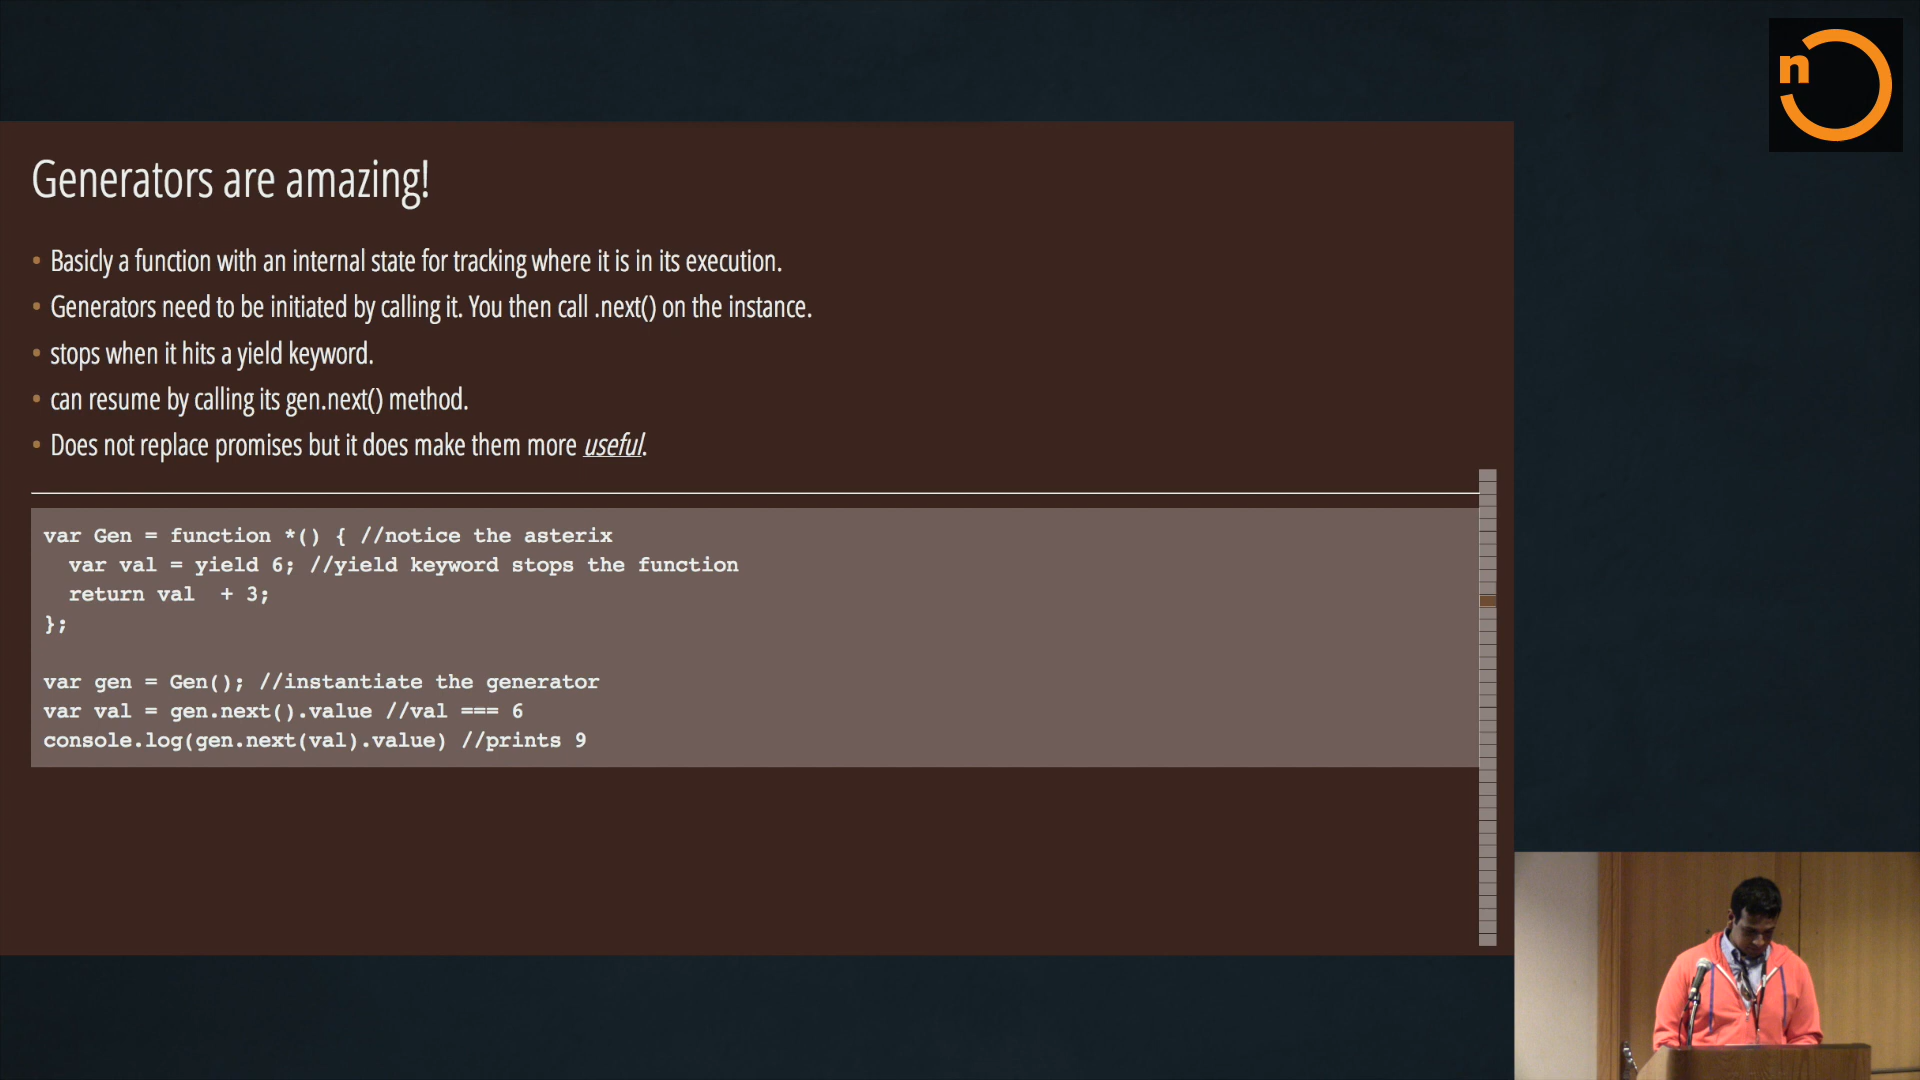 n
Generators are amazing!
• Basicly a function with an internal state for tracking where it is in its execution.
• Generators need to be initiated by calling it. You then call .next() on the instance.
• stops when it hits a yield keyword.
• can resume by calling its gen.next() method.
• Does not replace promises but it does make them more useful.
var Gen = function *() { //notice the asterix
  var val = yield 6; //yield keyword stops the function
  return val  + 3;
};
var gen = Gen(); //instantiate the generator
var val = gen.next().value //val === 6
console.log(gen.next(val).value) //prints 9